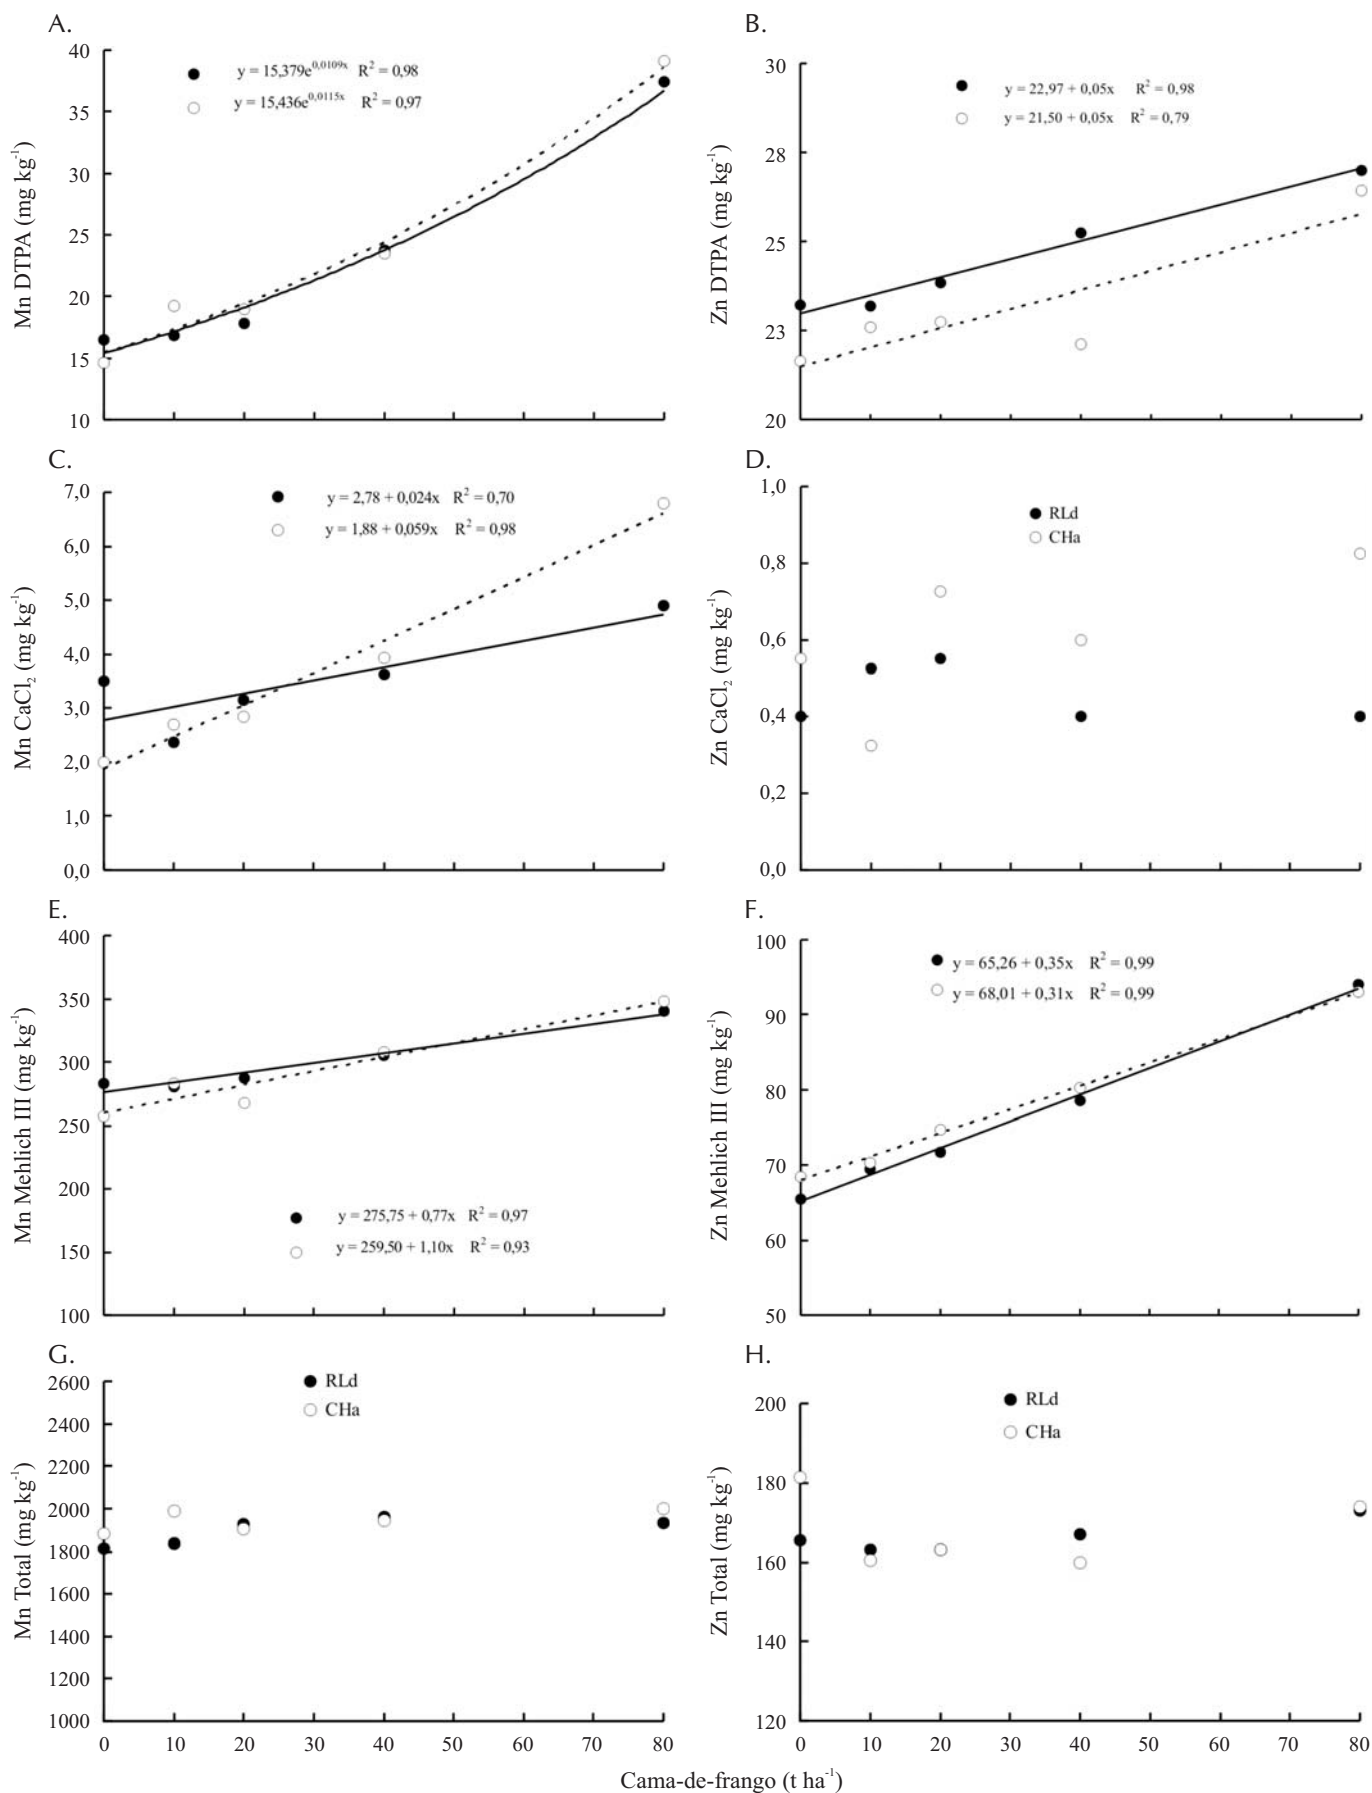 A.
y = 15,379e^0,0109x R² = 0,98
y = 15,436e^0,0115x R² = 0,97
40
35
30
25
20
15
10
Mn DTPA (mg kg⁻¹)
B.
y = 22,97 + 0,05x R² = 0,98
y = 21,50 + 0,05x R² = 0,79
30
28
25
23
20
Zn DTPA (mg kg⁻¹)
C.
y = 2,78 + 0,024x R² = 0,70
y = 1,88 + 0,059x R² = 0,98
7,0
6,0
5,0
4,0
3,0
2,0
1,0
0,0
Mn CaCl₂ (mg kg⁻¹)
D.
RLd
CHa
1,0
0,8
0,6
0,4
0,2
0,0
Zn CaCl₂ (mg kg⁻¹)
E.
400
350
300
250
200
150
100
y = 275,75 + 0,77x R² = 0,97
y = 259,50 + 1,10x R² = 0,93
Mn Mehlich III (mg kg⁻¹)
F.
y = 65,26 + 0,35x R² = 0,99
y = 68,01 + 0,31x R² = 0,99
100
90
80
70
60
50
Zn Mehlich III (mg kg⁻¹)
G.
RLd
CHa
2600
2400
2200
2000
1800
1600
1400
1200
1000
Mn Total (mg kg⁻¹)
0 10 20 40 80
H.
RLd
CHa
200
180
160
140
120
Zn Total (mg kg⁻¹)
0 10 20 30 40 50 60 70 80
Cama-de-frango (t ha⁻¹)